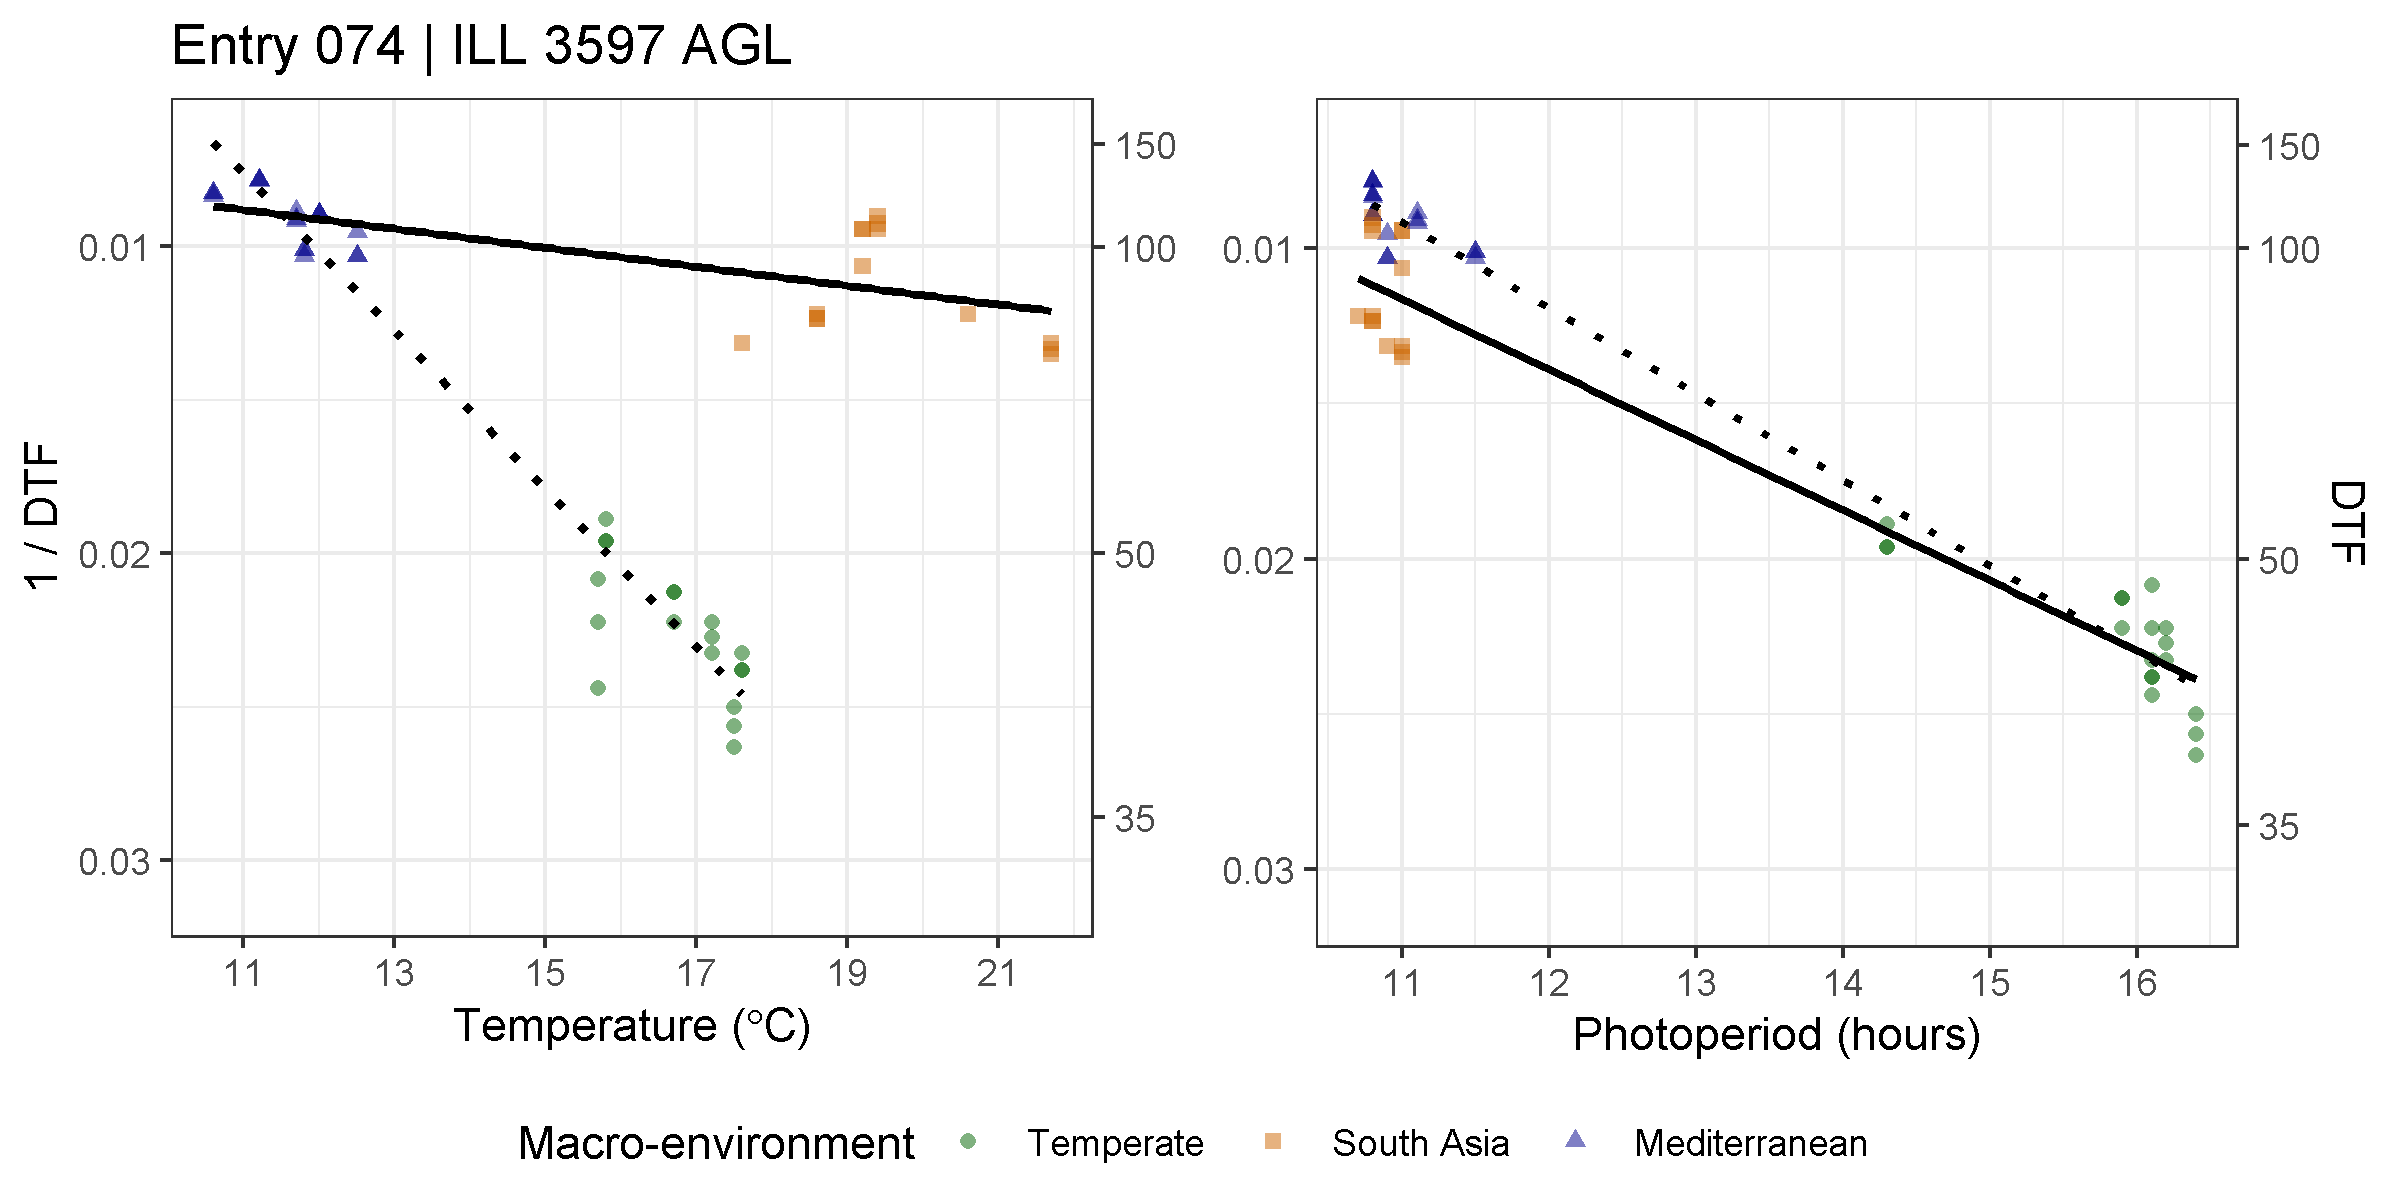 Entry 074 | ILL 3597 AGL
1 / DTF
0.01
0.02
0.03
150
100
50
35
11
13
15
17
19
21
Temperature (°C)
0.01
0.02
0.03
150
100
50
35
DTF
11
12
13
14
15
16
Photoperiod (hours)
Macro-environment
Temperate
South Asia
Mediterranean